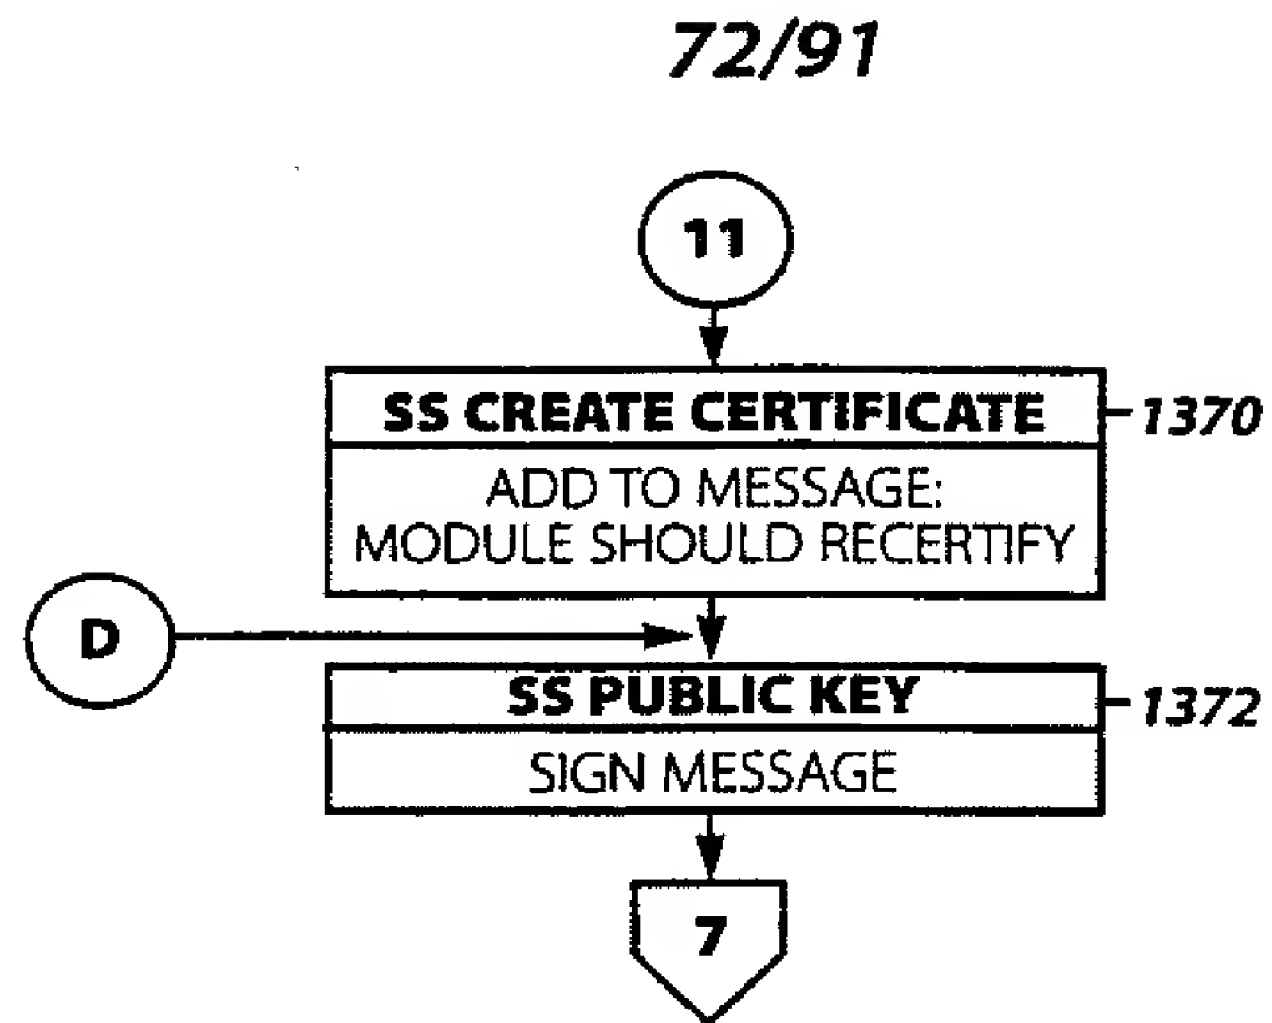 72/91
11
SS CREATE CERTIFICATE
1370
ADD TO MESSAGE:
MODULE SHOULD RECERTIFY
D
SS PUBLIC KEY
1372
SIGN MESSAGE
7